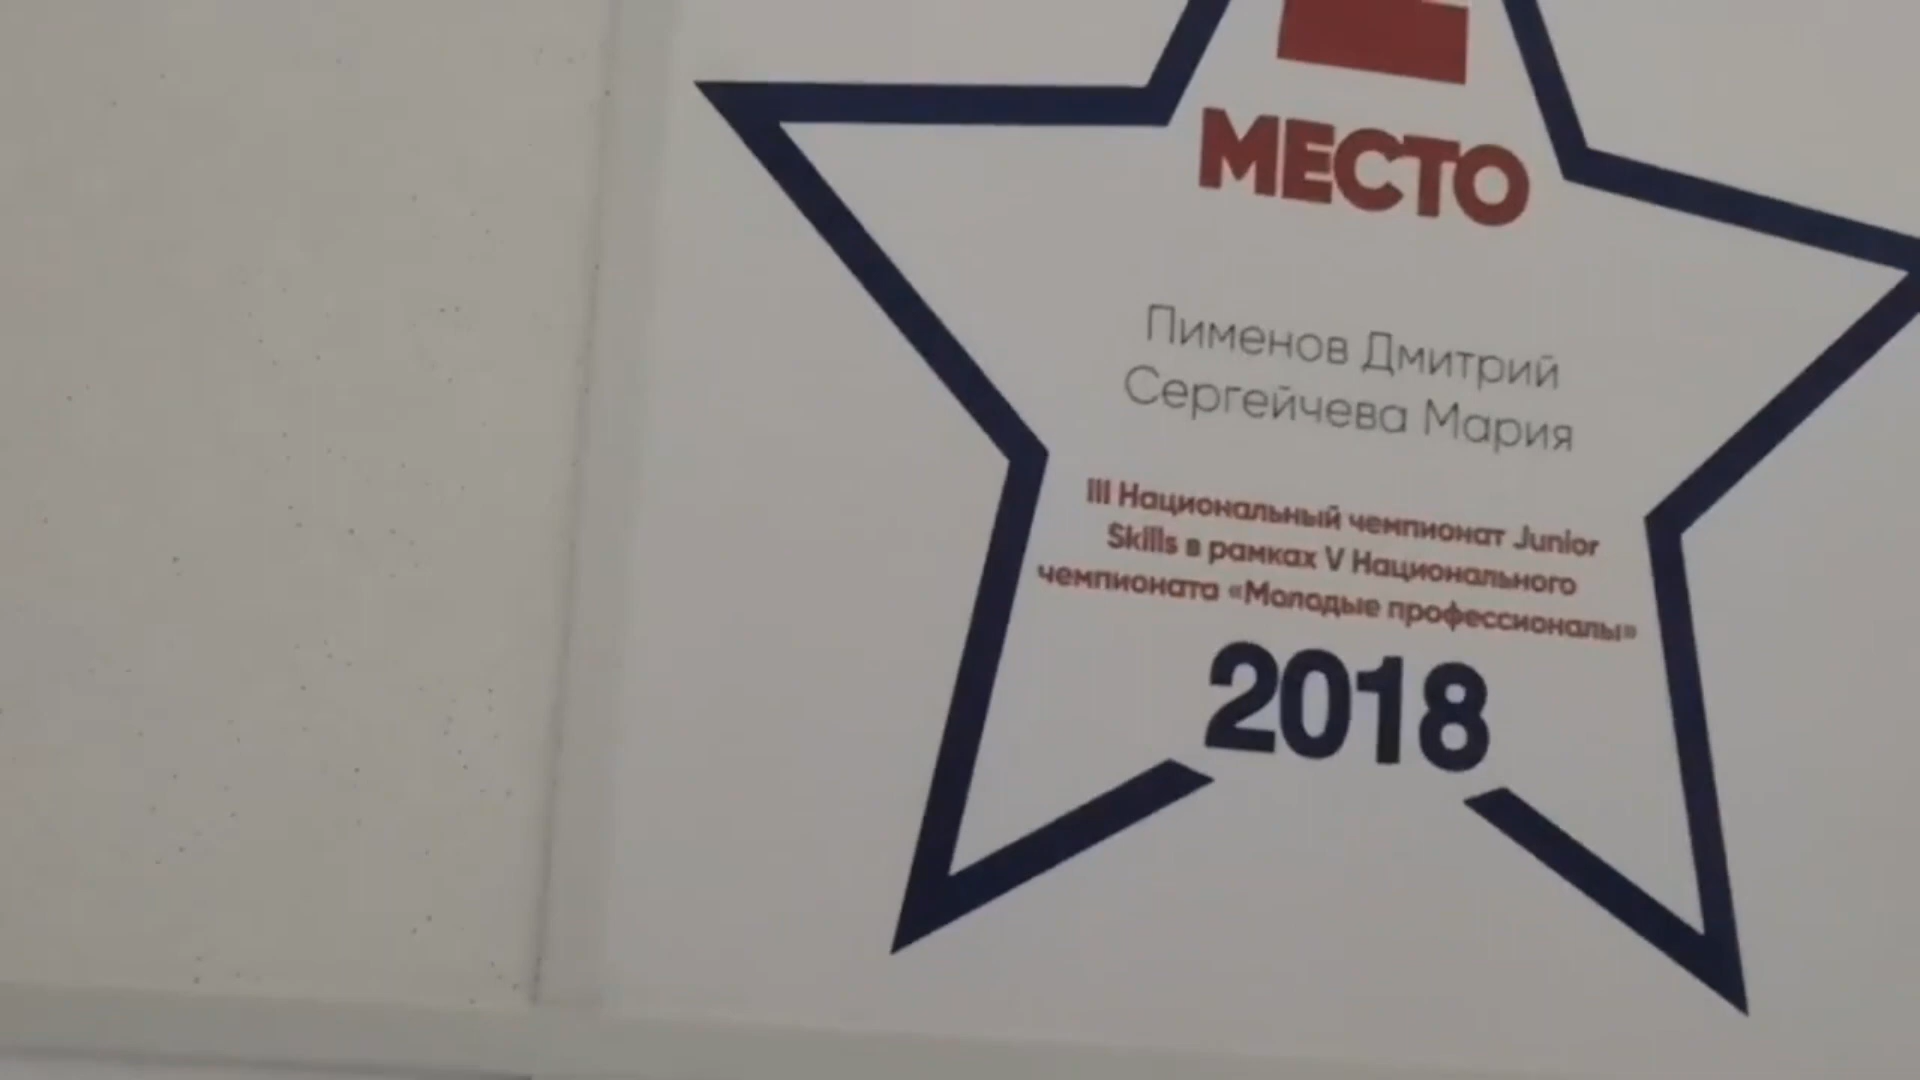 МЕСТО
Пименов Дмитрий
Сергейчева Мария
III Национальный чемпионат Junior
Skills в рамках V Национального
чемпионата «Молодые профессионалы»
2018